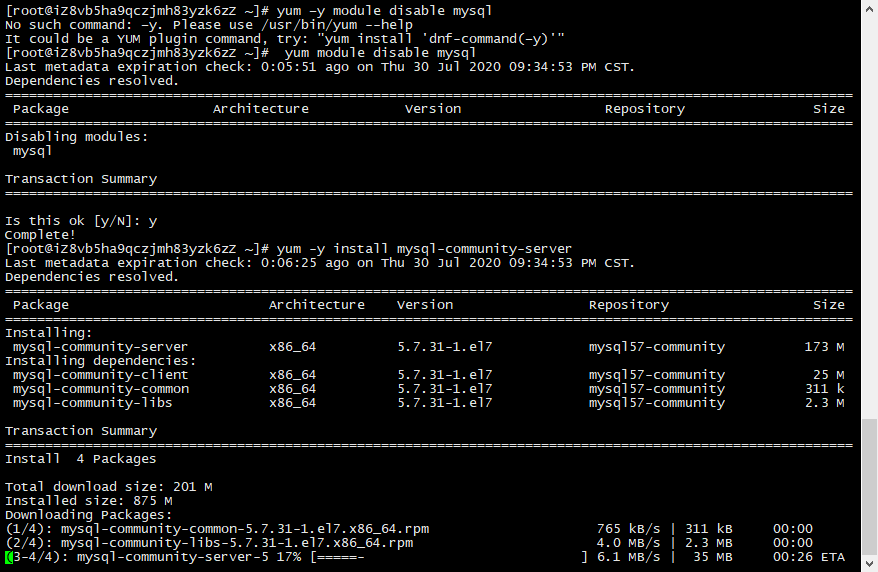 [root@iZ8vb5ha9qczjmh83yzk6zZ ~]# yum –y module disable mysql
No such command: –y. Please use /usr/bin/yum --help
It could be a YUM plugin command, try: "yum install 'dnf-command(–y)'"
[root@iZ8vb5ha9qczjmh83yzk6zZ ~]#  yum module disable mysql
Last metadata expiration check: 0:05:51 ago on Thu 30 Jul 2020 09:34:53 PM CST.
Dependencies resolved.
================================================================================
Package Architecture Version Repository Size
================================================================================
Disabling modules:
mysql
Transaction Summary
================================================================================
Is this ok [y/N]: y
Complete!
[root@iZ8vb5ha9qczjmh83yzk6zZ ~]# yum -y install mysql-community-server
Last metadata expiration check: 0:06:25 ago on Thu 30 Jul 2020 09:34:53 PM CST.
Dependencies resolved.
================================================================================
Package Architecture Version Repository Size
================================================================================
Installing:
mysql-community-server x86_64 5.7.31-1.el7 mysql57-community 173 M
Installing dependencies:
mysql-community-client x86_64 5.7.31-1.el7 mysql57-community 25 M
mysql-community-common x86_64 5.7.31-1.el7 mysql57-community 311 k
mysql-community-libs x86_64 5.7.31-1.el7 mysql57-community 2.3 M
Transaction Summary
================================================================================
Install  4 Packages
Total download size: 201 M
Installed size: 875 M
Downloading Packages:
(1/4): mysql-community-common-5.7.31-1.el7.x86_64.rpm 765 kB/s | 311 kB 00:00
(2/4): mysql-community-libs-5.7.31-1.el7.x86_64.rpm 4.0 MB/s | 2.3 MB 00:00
(3-4/4): mysql-community-server-5 17% [=====- ] 6.1 MB/s | 35 MB 00:26 ETA